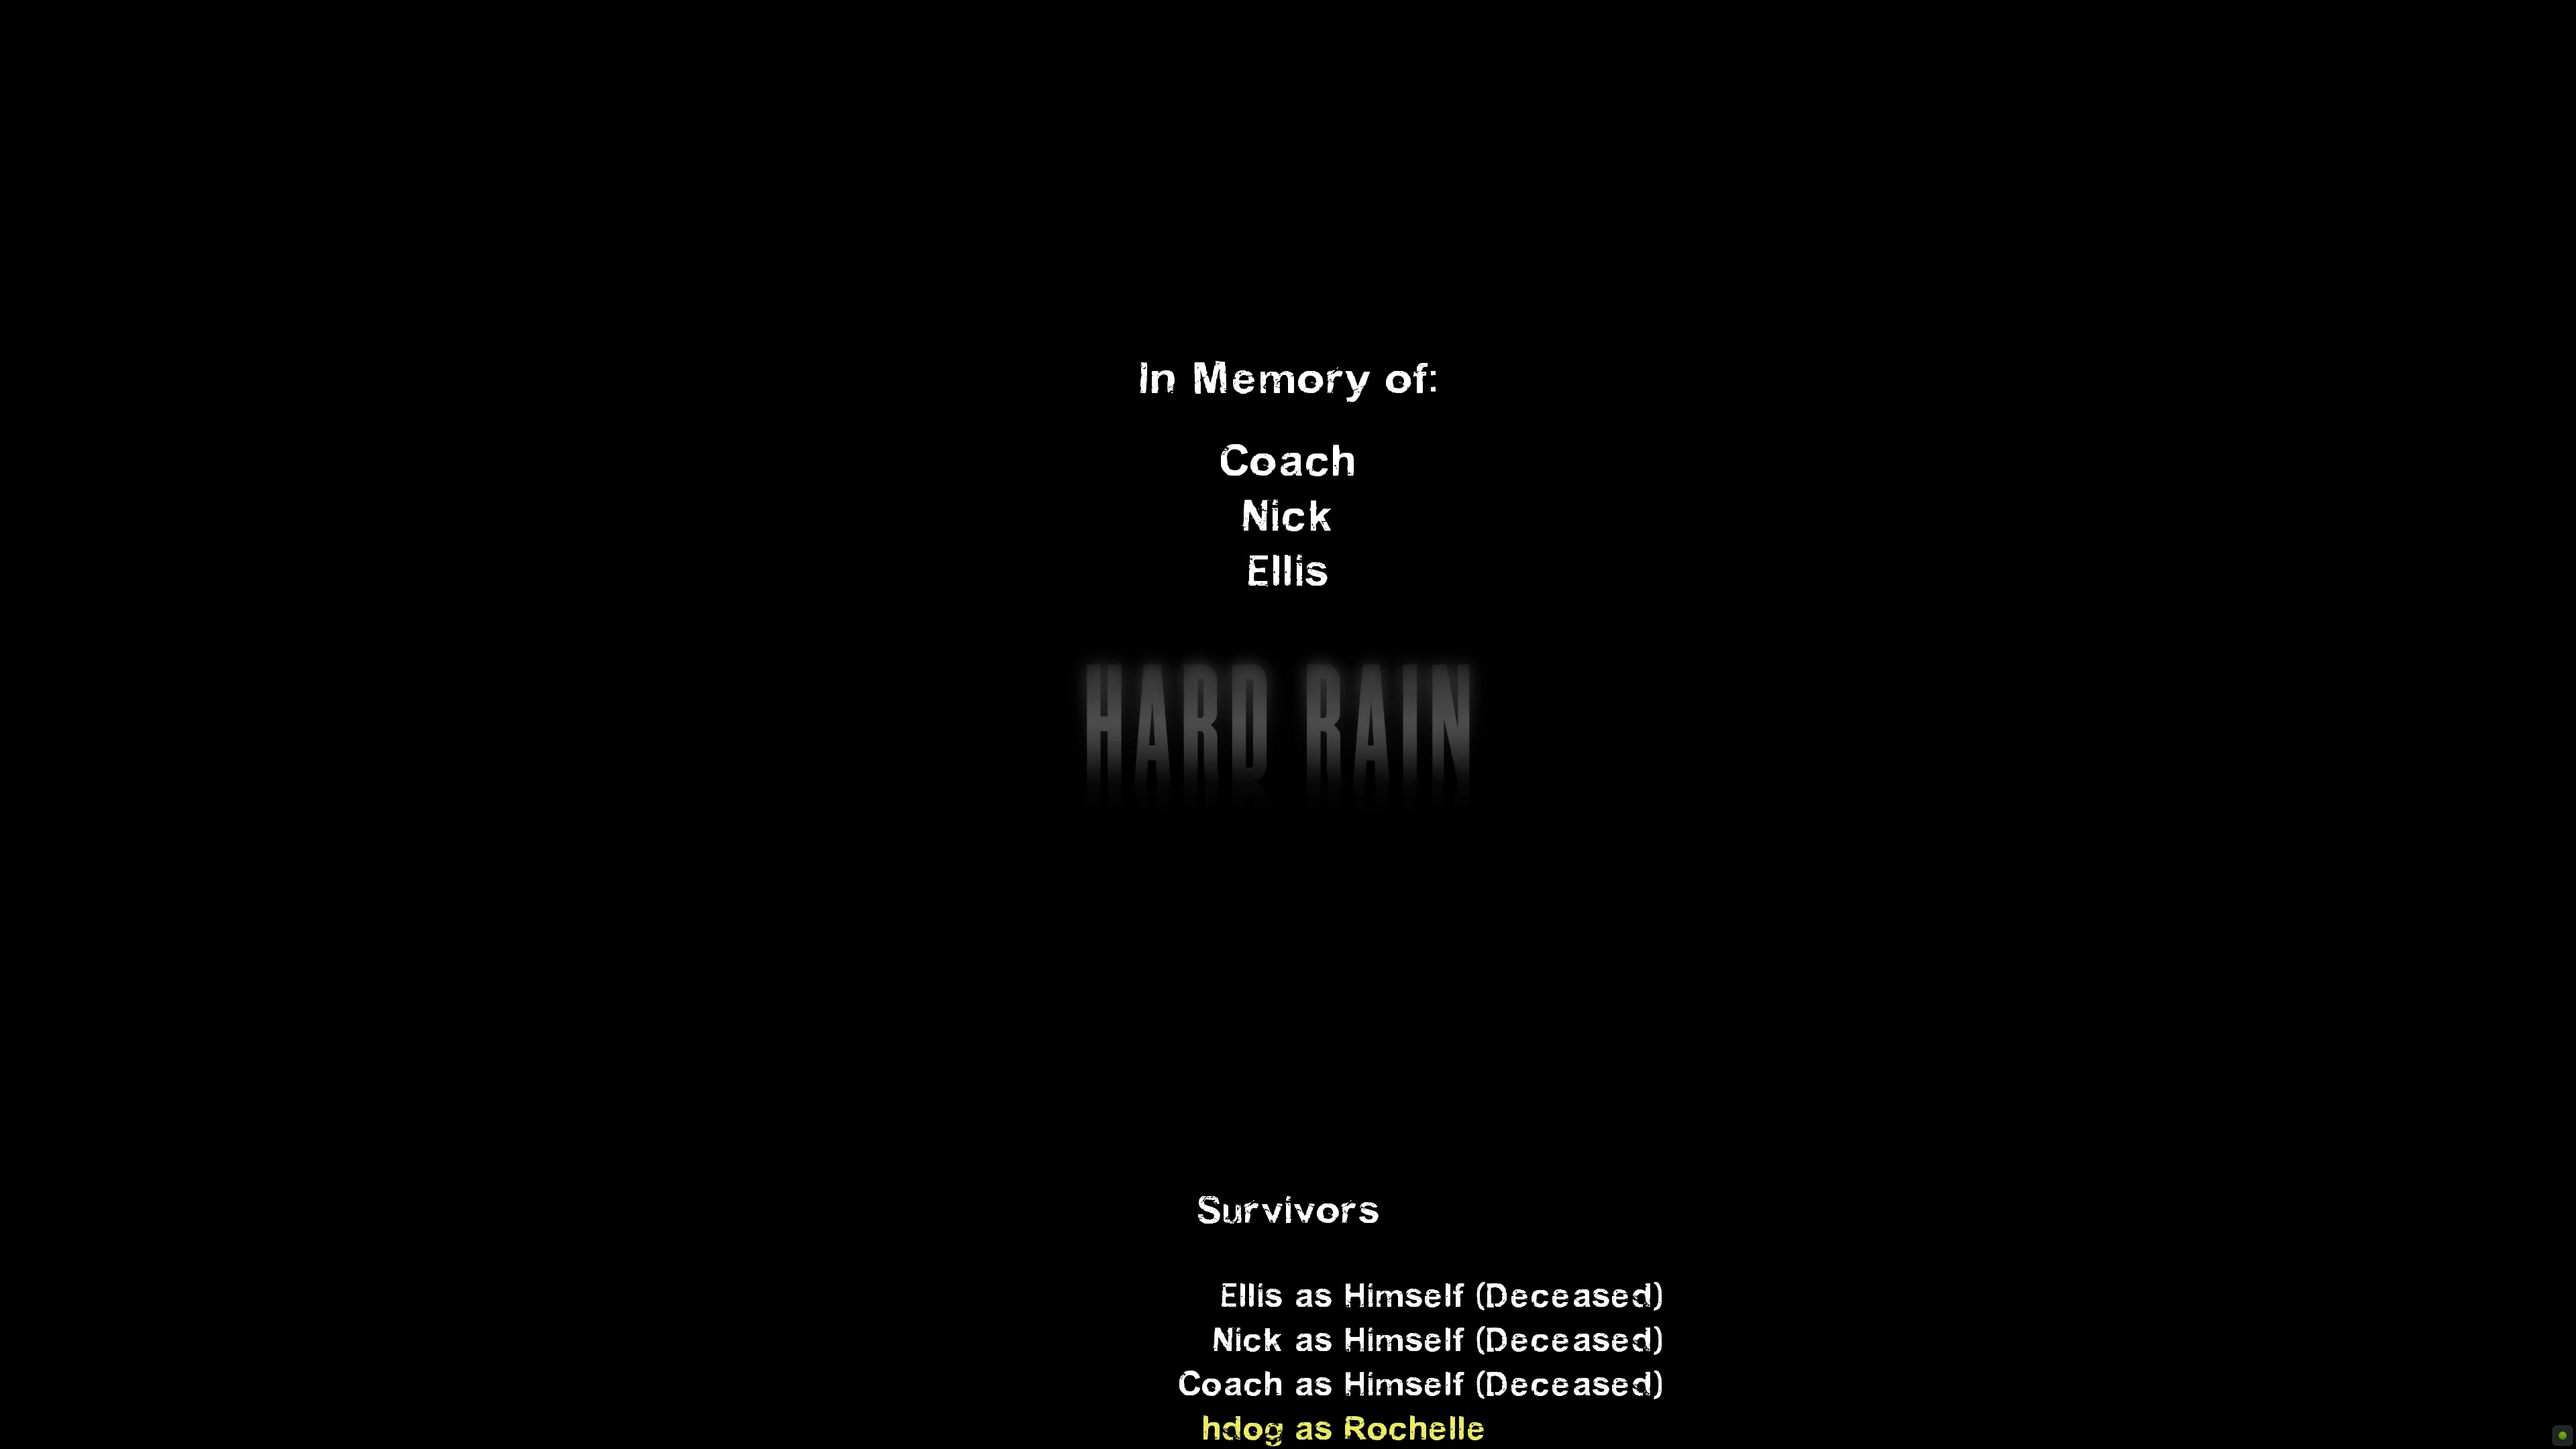 In Memory of:
Coach
Nick
Ellis
HARD RAIN
Survivors
Ellis as Himself (Deceased)
Nick as Himself (Deceased)
Coach as Himself (Deceased)
hdog as Rochelle